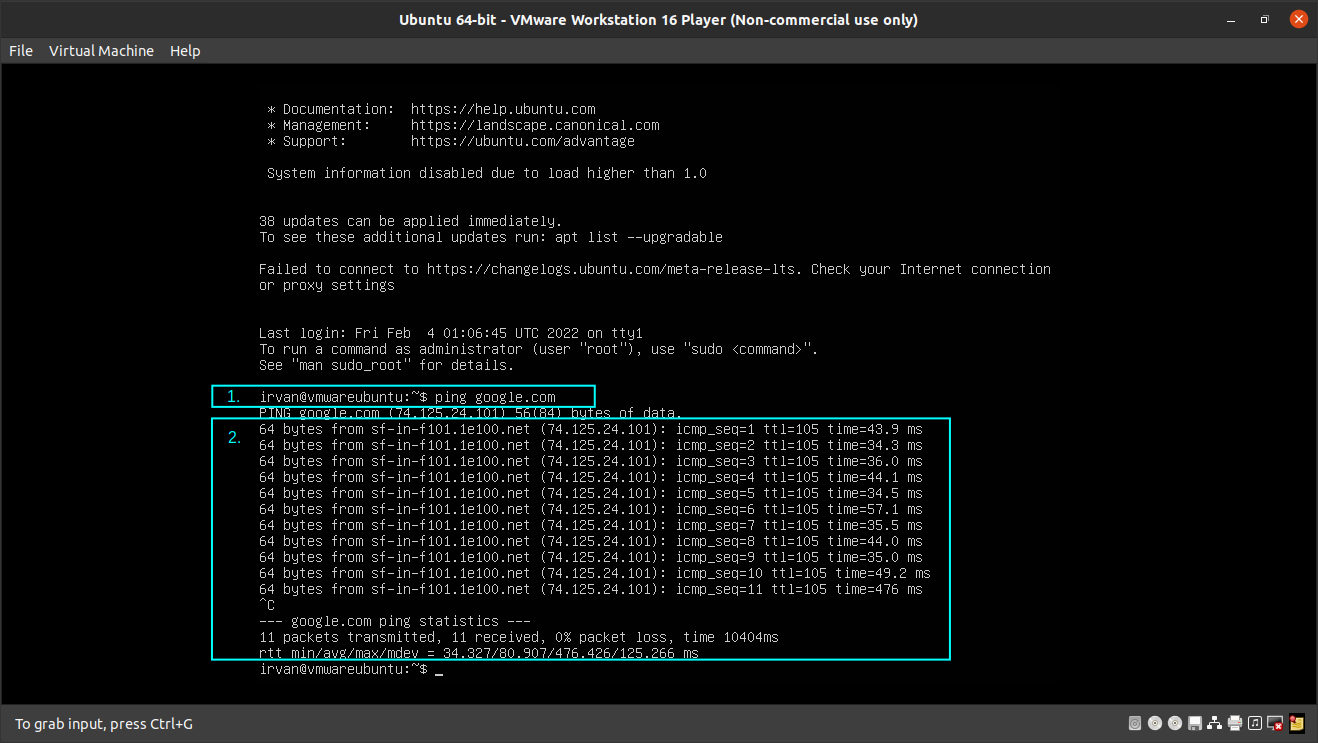 Ubuntu 64-bit - VMware Workstation 16 Player (Non-commercial use only)
File Virtual Machine Help
* Documentation: https://help.ubuntu.com
* Management: https://landscape.canonical.com
* Support: https://ubuntu.com/advantage
System information disabled due to load higher than 1.0
38 updates can be applied immediately.
To see these additional updates run: apt list --upgradable
Failed to connect to https://changelogs.ubuntu.com/meta-release-lts. Check your Internet connection
or proxy settings
Last login: Fri Feb 4 01:06:45 UTC 2022 on tty1
To run a command as administrator (user "root"), use "sudo <command>".
See "man sudo_root" for details.
1. irvan@vmwareubuntu:~$ ping google.com
PING google.com (74.125.24.101) 56(84) bytes of data.
2. 64 bytes from sf-in-f101.1e100.net (74.125.24.101): icmp_seq=1 ttl=105 time=43.9 ms
64 bytes from sf-in-f101.1e100.net (74.125.24.101): icmp_seq=2 ttl=105 time=34.3 ms
64 bytes from sf-in-f101.1e100.net (74.125.24.101): icmp_seq=3 ttl=105 time=36.0 ms
64 bytes from sf-in-f101.1e100.net (74.125.24.101): icmp_seq=4 ttl=105 time=44.1 ms
64 bytes from sf-in-f101.1e100.net (74.125.24.101): icmp_seq=5 ttl=105 time=34.5 ms
64 bytes from sf-in-f101.1e100.net (74.125.24.101): icmp_seq=6 ttl=105 time=57.1 ms
64 bytes from sf-in-f101.1e100.net (74.125.24.101): icmp_seq=7 ttl=105 time=35.5 ms
64 bytes from sf-in-f101.1e100.net (74.125.24.101): icmp_seq=8 ttl=105 time=44.0 ms
64 bytes from sf-in-f101.1e100.net (74.125.24.101): icmp_seq=9 ttl=105 time=35.0 ms
64 bytes from sf-in-f101.1e100.net (74.125.24.101): icmp_seq=10 ttl=105 time=49.2 ms
64 bytes from sf-in-f101.1e100.net (74.125.24.101): icmp_seq=11 ttl=105 time=476 ms
^C
--- google.com ping statistics ---
11 packets transmitted, 11 received, 0% packet loss, time 10404ms
rtt min/avg/max/mdev = 34.327/80.907/476.426/125.266 ms
irvan@vmwareubuntu:~$ _
To grab input, press Ctrl+G